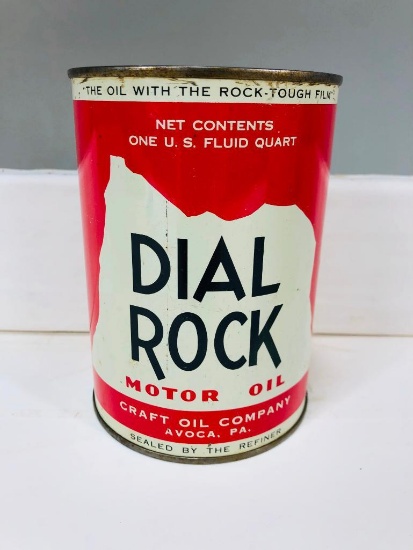 "THE OIL WITH THE ROCK-TOUGH FILM
NET CONTENTS
ONE U. S. FLUID QUART
DIAL
ROCK
MOTOR OIL
CRAFT OIL COMPANY
AVOCA, PA.
SEALED BY THE REFINER